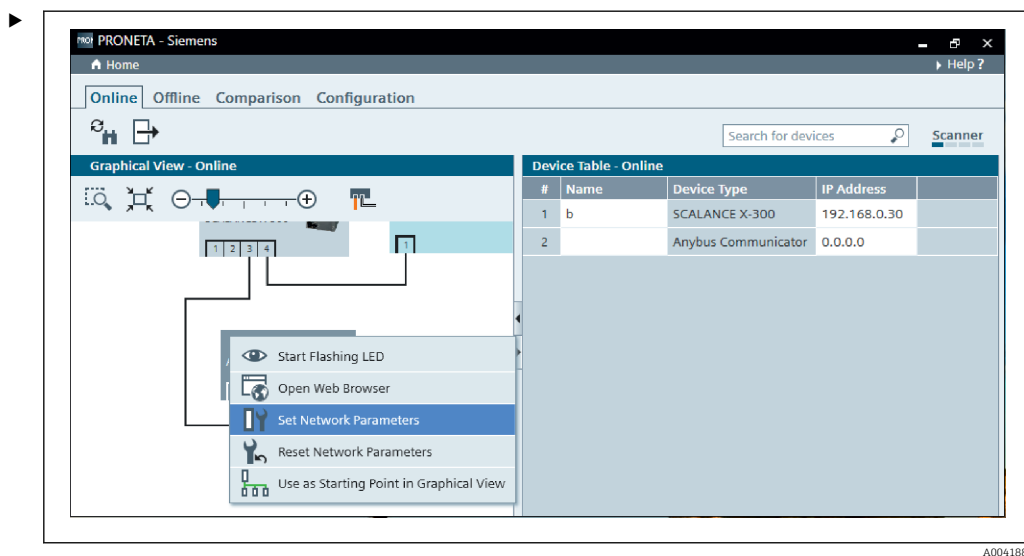 PRONETA - Siemens
Home
Help ?
Online Offline Comparison Configuration
Search for devices
Scanner
Graphical View - Online
Device Table - Online
# Name Device Type IP Address
1 b SCALANCE X-300 192.168.0.30
2 Anybus Communicator 0.0.0.0
1 2 3 4
1
Start Flashing LED
Open Web Browser
Set Network Parameters
Reset Network Parameters
Use as Starting Point in Graphical View